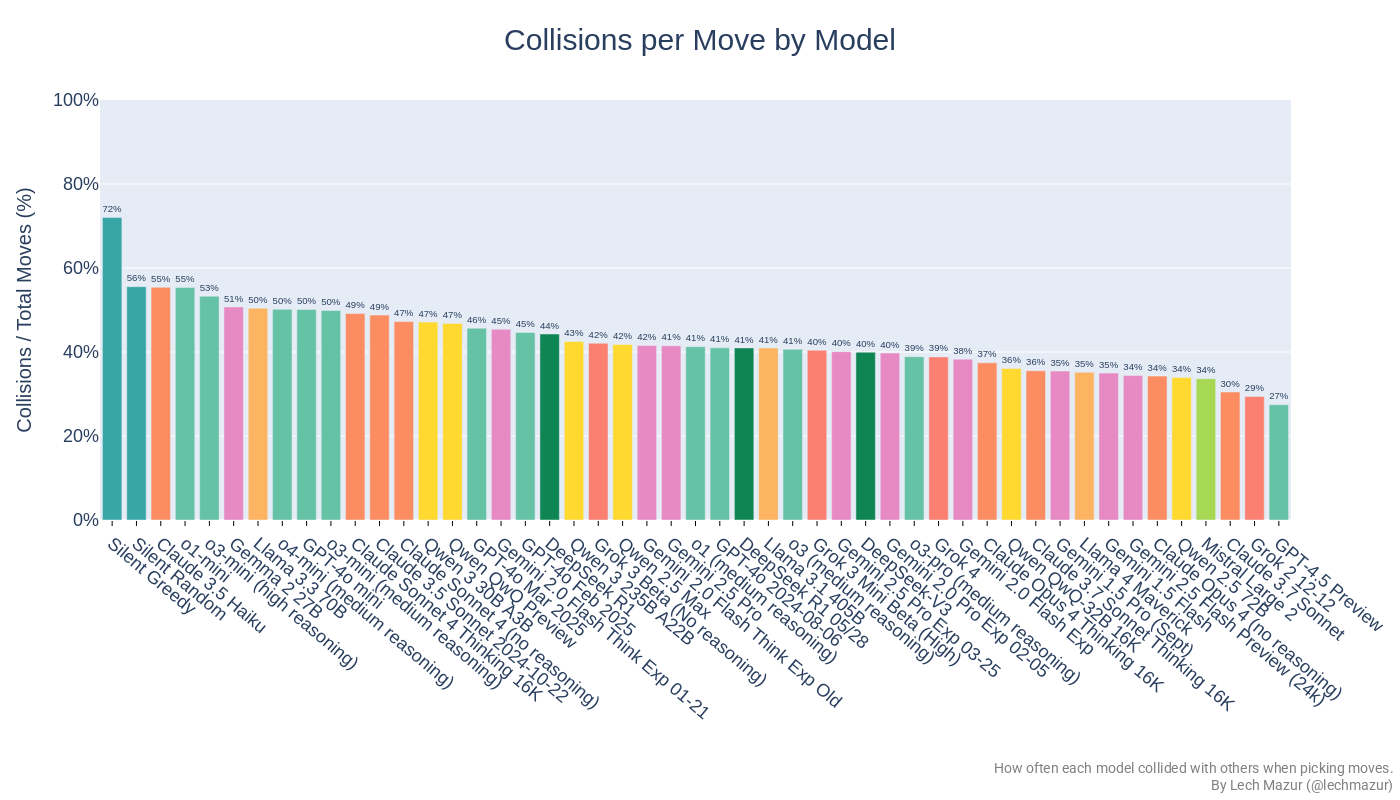 Collisions per Move by Model
Collisions / Total Moves (%)
100%
80%
60%
40%
20%
0%
72%
56%
55%
55%
53%
51%
50%
50%
50%
50%
49%
49%
47%
47%
47%
46%
45%
45%
44%
43%
42%
42%
42%
41%
41%
41%
41%
41%
41%
40%
40%
40%
40%
39%
39%
38%
37%
36%
36%
35%
35%
35%
34%
34%
34%
34%
30%
29%
27%
Silent Greedy
Silent Random
Claude 3.5 Haiku
o1-mini
o3-mini (high reasoning)
Gemma 2 27B
Llama 3.3 70B
o4-mini (medium reasoning)
GPT-4o mini
o3-mini (medium reasoning)
Claude Sonnet 4 Thinking 16K
Claude 3.5 Sonnet 2024-10-22
Claude Sonnet 4 (no reasoning)
Qwen 3 30B A3B
Qwen QwQ Preview
GPT-4o Mar 2025
Gemini 2.0 Flash Think Exp 01-21
GPT-4o Feb 2025
DeepSeek R1
Qwen 3 235B A22B
Grok 3 Beta (No reasoning)
Qwen 2.5 Max
Gemini 2.5 Pro
Gemini 2.0 Flash Think Exp Old
o1 (medium reasoning)
GPT-4o 2024-08-06
DeepSeek R1 05/28
Llama 3.1 405B
o3 (medium reasoning)
Grok 3 Mini Beta (High)
Gemini 2.5 Pro Exp 03-25
DeepSeek-V3
Gemini 2.0 Pro Exp 02-05
o3-pro (medium reasoning)
Grok 4
Gemini 2.0 Flash Exp
Claude Opus 4 Thinking 16K
Qwen QwQ 32B 16K
Claude 3.7 Sonnet Thinking 16K
Gemini 1.5 Pro (Sept)
Llama 4 Maverick
Gemini 1.5 Flash
Gemini 2.5 Flash Preview (24k)
Claude Opus 4 (no reasoning)
Qwen 2.5 72B
Mistral Large 2
Claude 3.7 Sonnet
Grok 2 12-12
GPT-4.5 Preview
How often each model collided with others when picking moves.
By Lech Mazur (@lechmazur)